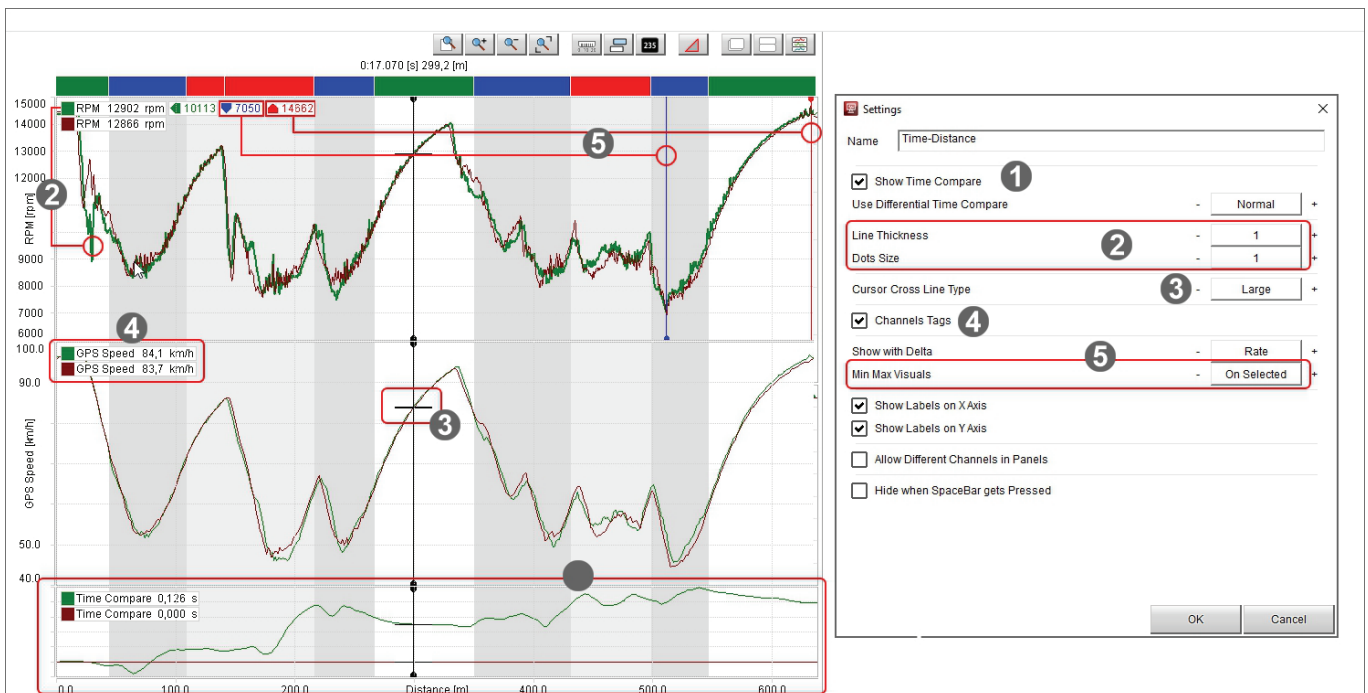 235
0:17.070 [s] 299,2 [m]
15000
14000
13000
12000
9000
8000
7000
6000
RPM [rpm]
RPM 12902 rpm 10113 7050 14662
RPM 12866 rpm
5
2
4
100.0
90.0
50.0
40.0
GPS Speed [km/h]
GPS Speed 84,1 km/h
GPS Speed 83,7 km/h
3
Time Compare 0,126 s
Time Compare 0,000 s
0.0 100.0 200.0 Distance [m] 400.0 500.0 600.0
Settings
Name Time-Distance
Show Time Compare 1
Use Differential Time Compare - Normal +
Line Thickness - 1 +
2
Dots Size - 1 +
Cursor Cross Line Type 3 - Large +
Channels Tags 4
Show with Delta - Rate +
5
Min Max Visuals - On Selected +
Show Labels on X Axis
Show Labels on Y Axis
Allow Different Channels in Panels
Hide when SpaceBar gets Pressed
OK Cancel